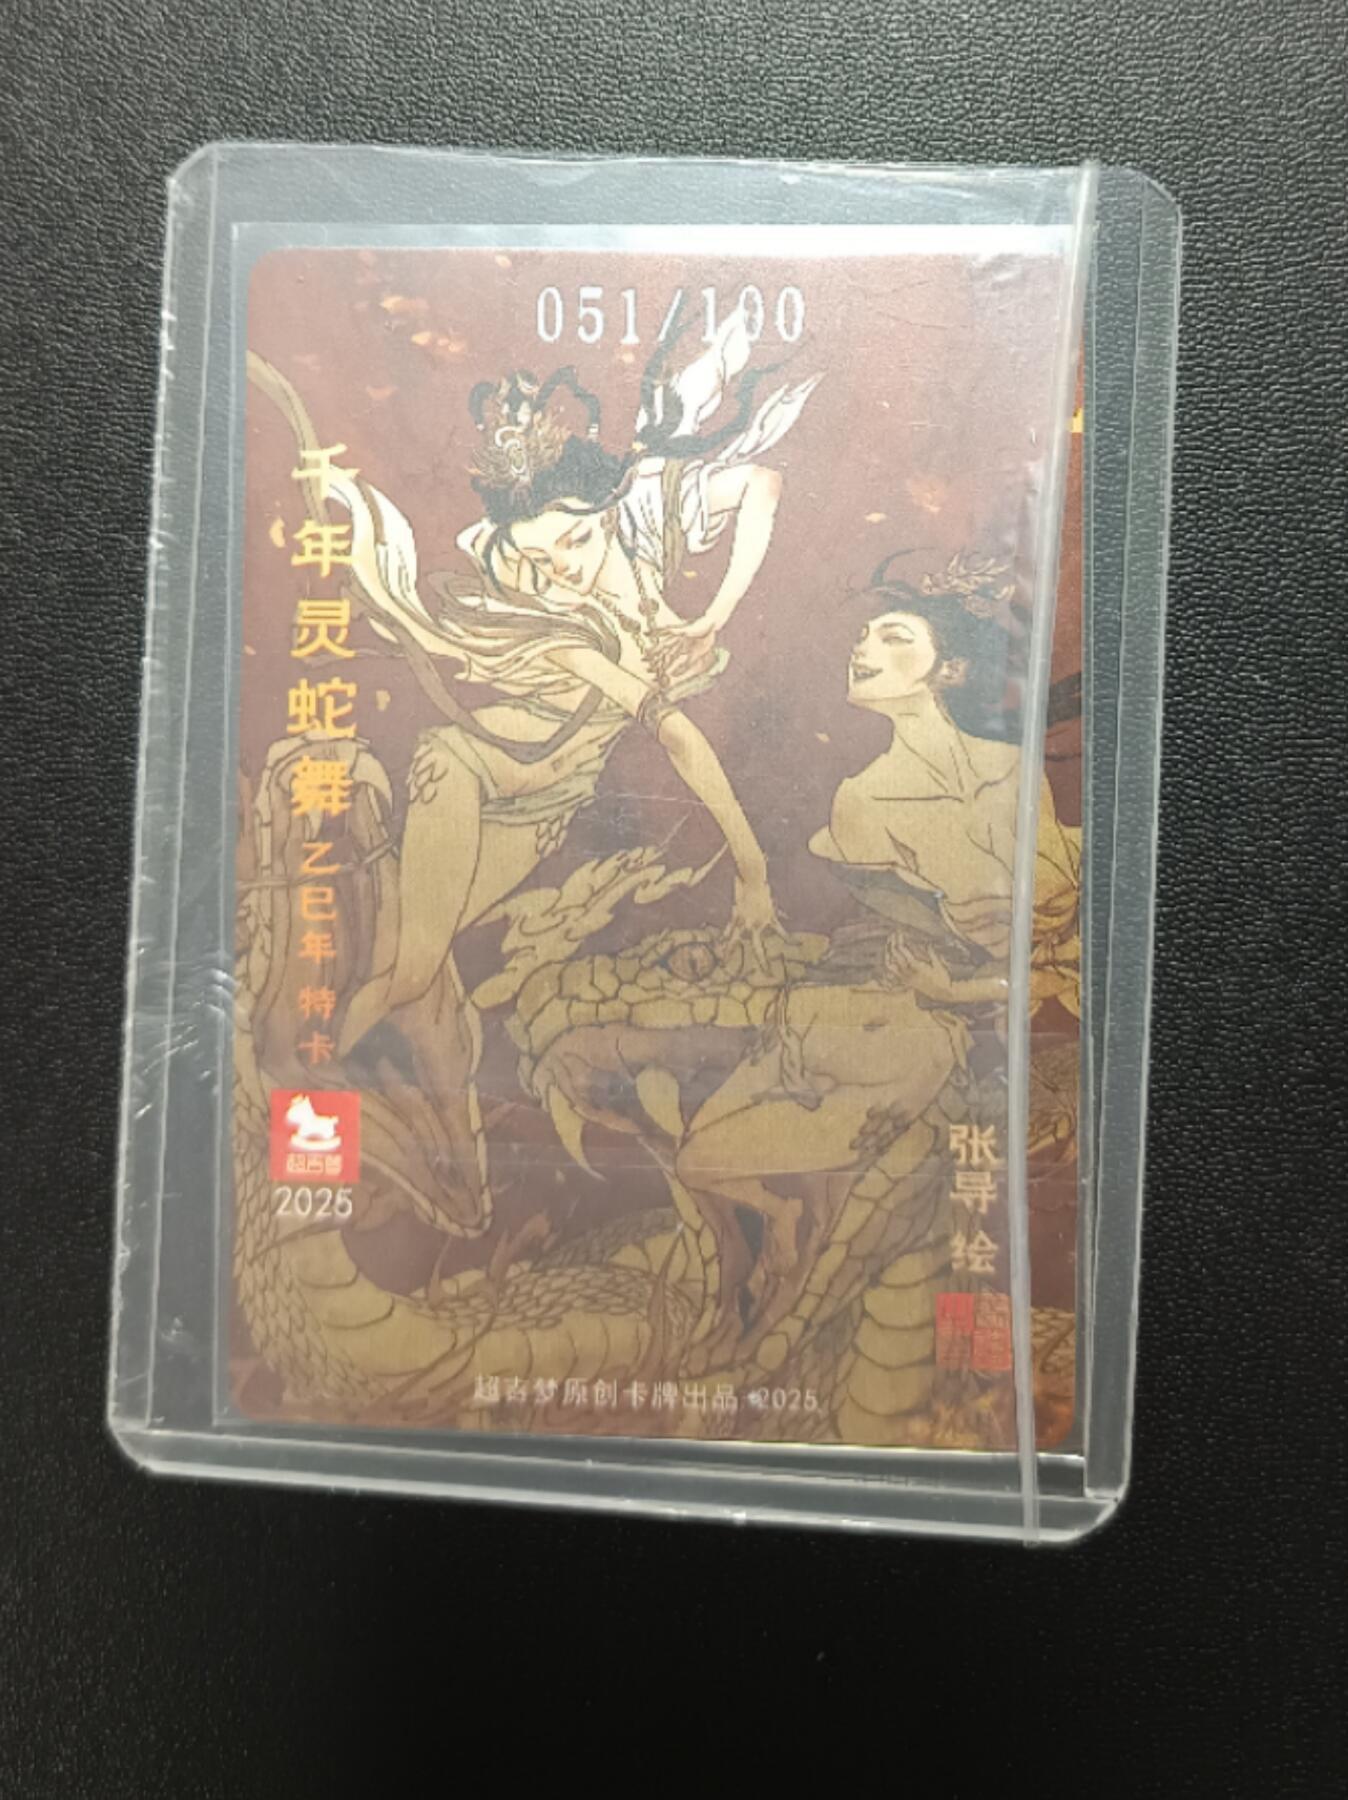 051/100
千年灵蛇舞 乙巳年 特卡
超吉梦
2025
张导绘
超吉梦原创卡牌出品 2025